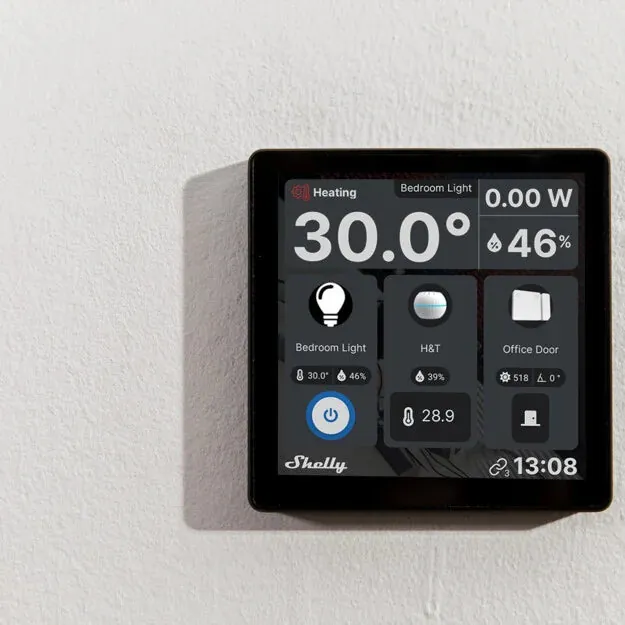 Heating
Bedroom Light
0.00 W
30.0°
46%
Bedroom Light
H&T
Office Door
30.0° 46%
39%
518 0°
28.9
Shelly
3
13:08